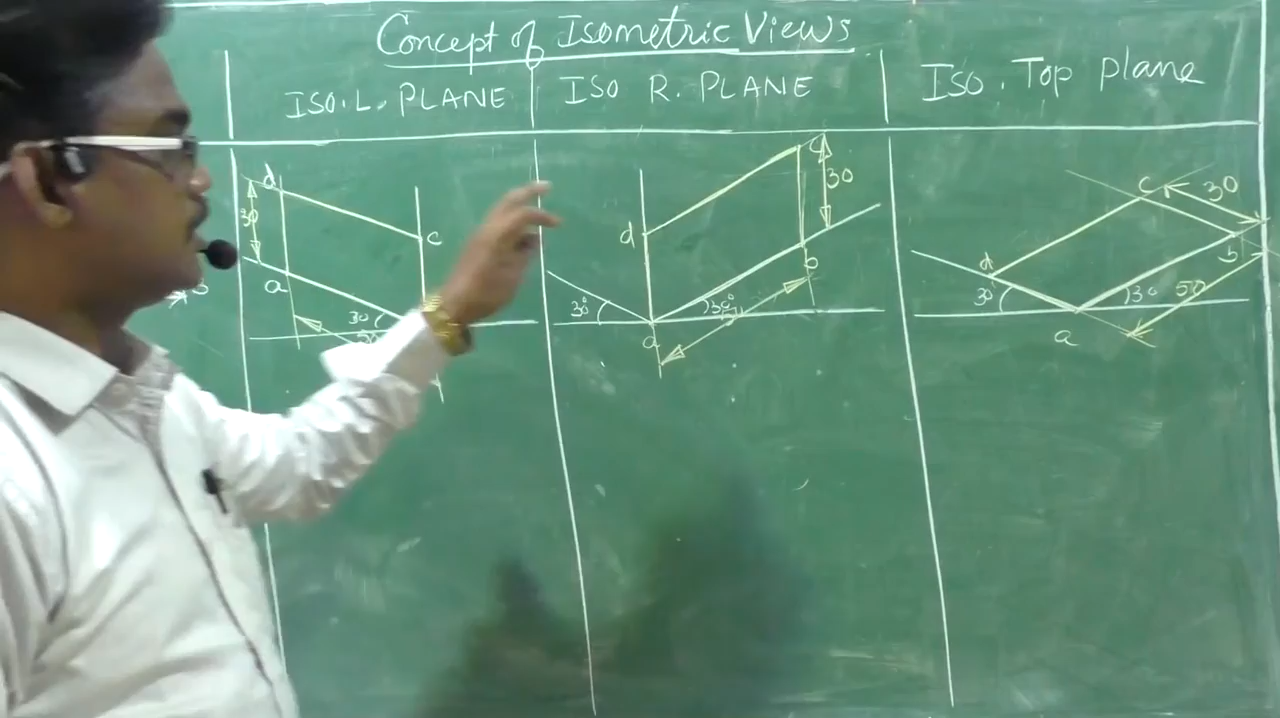 Concept of Isometric Views
ISO. L. PLANE
ISO R. PLANE
ISO. Top plane
d
30
a
c
30
d
c
30
b
30°
30°
a
c
30
d
b
30
30
50
a